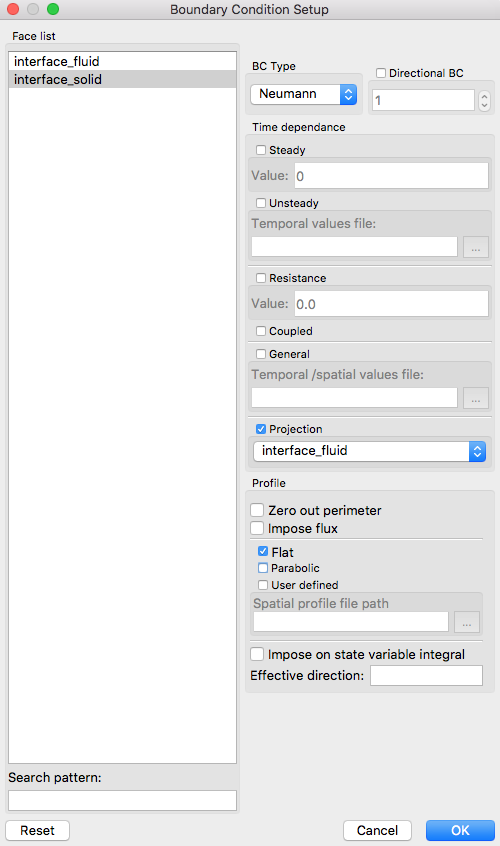 Boundary Condition Setup
Face list
interface_fluid
interface_solid
Search pattern:
Reset
BC Type
Neumann
Directional BC
1
Time dependance
Steady
Value: 0
Unsteady
Temporal values file:
...
Resistance
Value: 0.0
Coupled
General
Temporal /spatial values file:
...
Projection
interface_fluid
Profile
Zero out perimeter
Impose flux
Flat
Parabolic
User defined
Spatial profile file path
...
Impose on state variable integral
Effective direction:
Cancel
OK